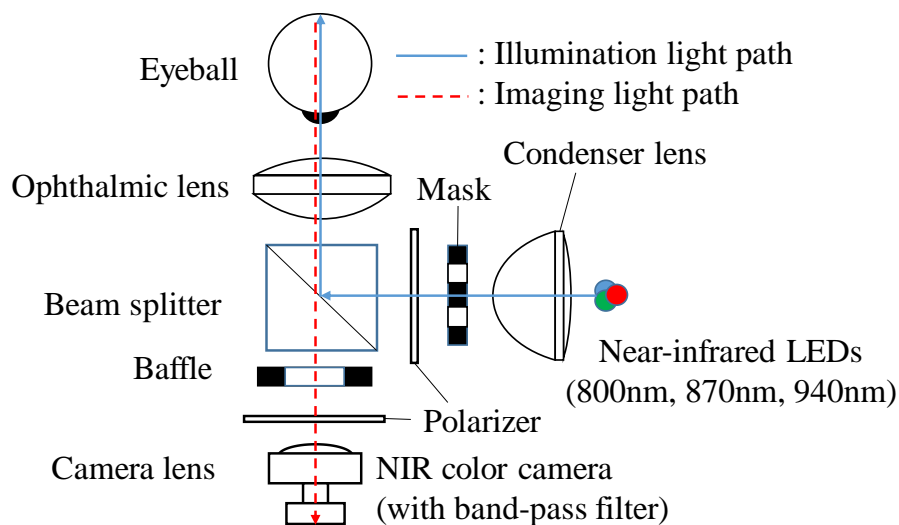 Eyeball
: Illumination light path
: Imaging light path
Condenser lens
Ophthalmic lens
Mask
Beam splitter
Near-infrared LEDs
(800nm, 870nm, 940nm)
Baffle
Polarizer
Camera lens
NIR color camera
(with band-pass filter)